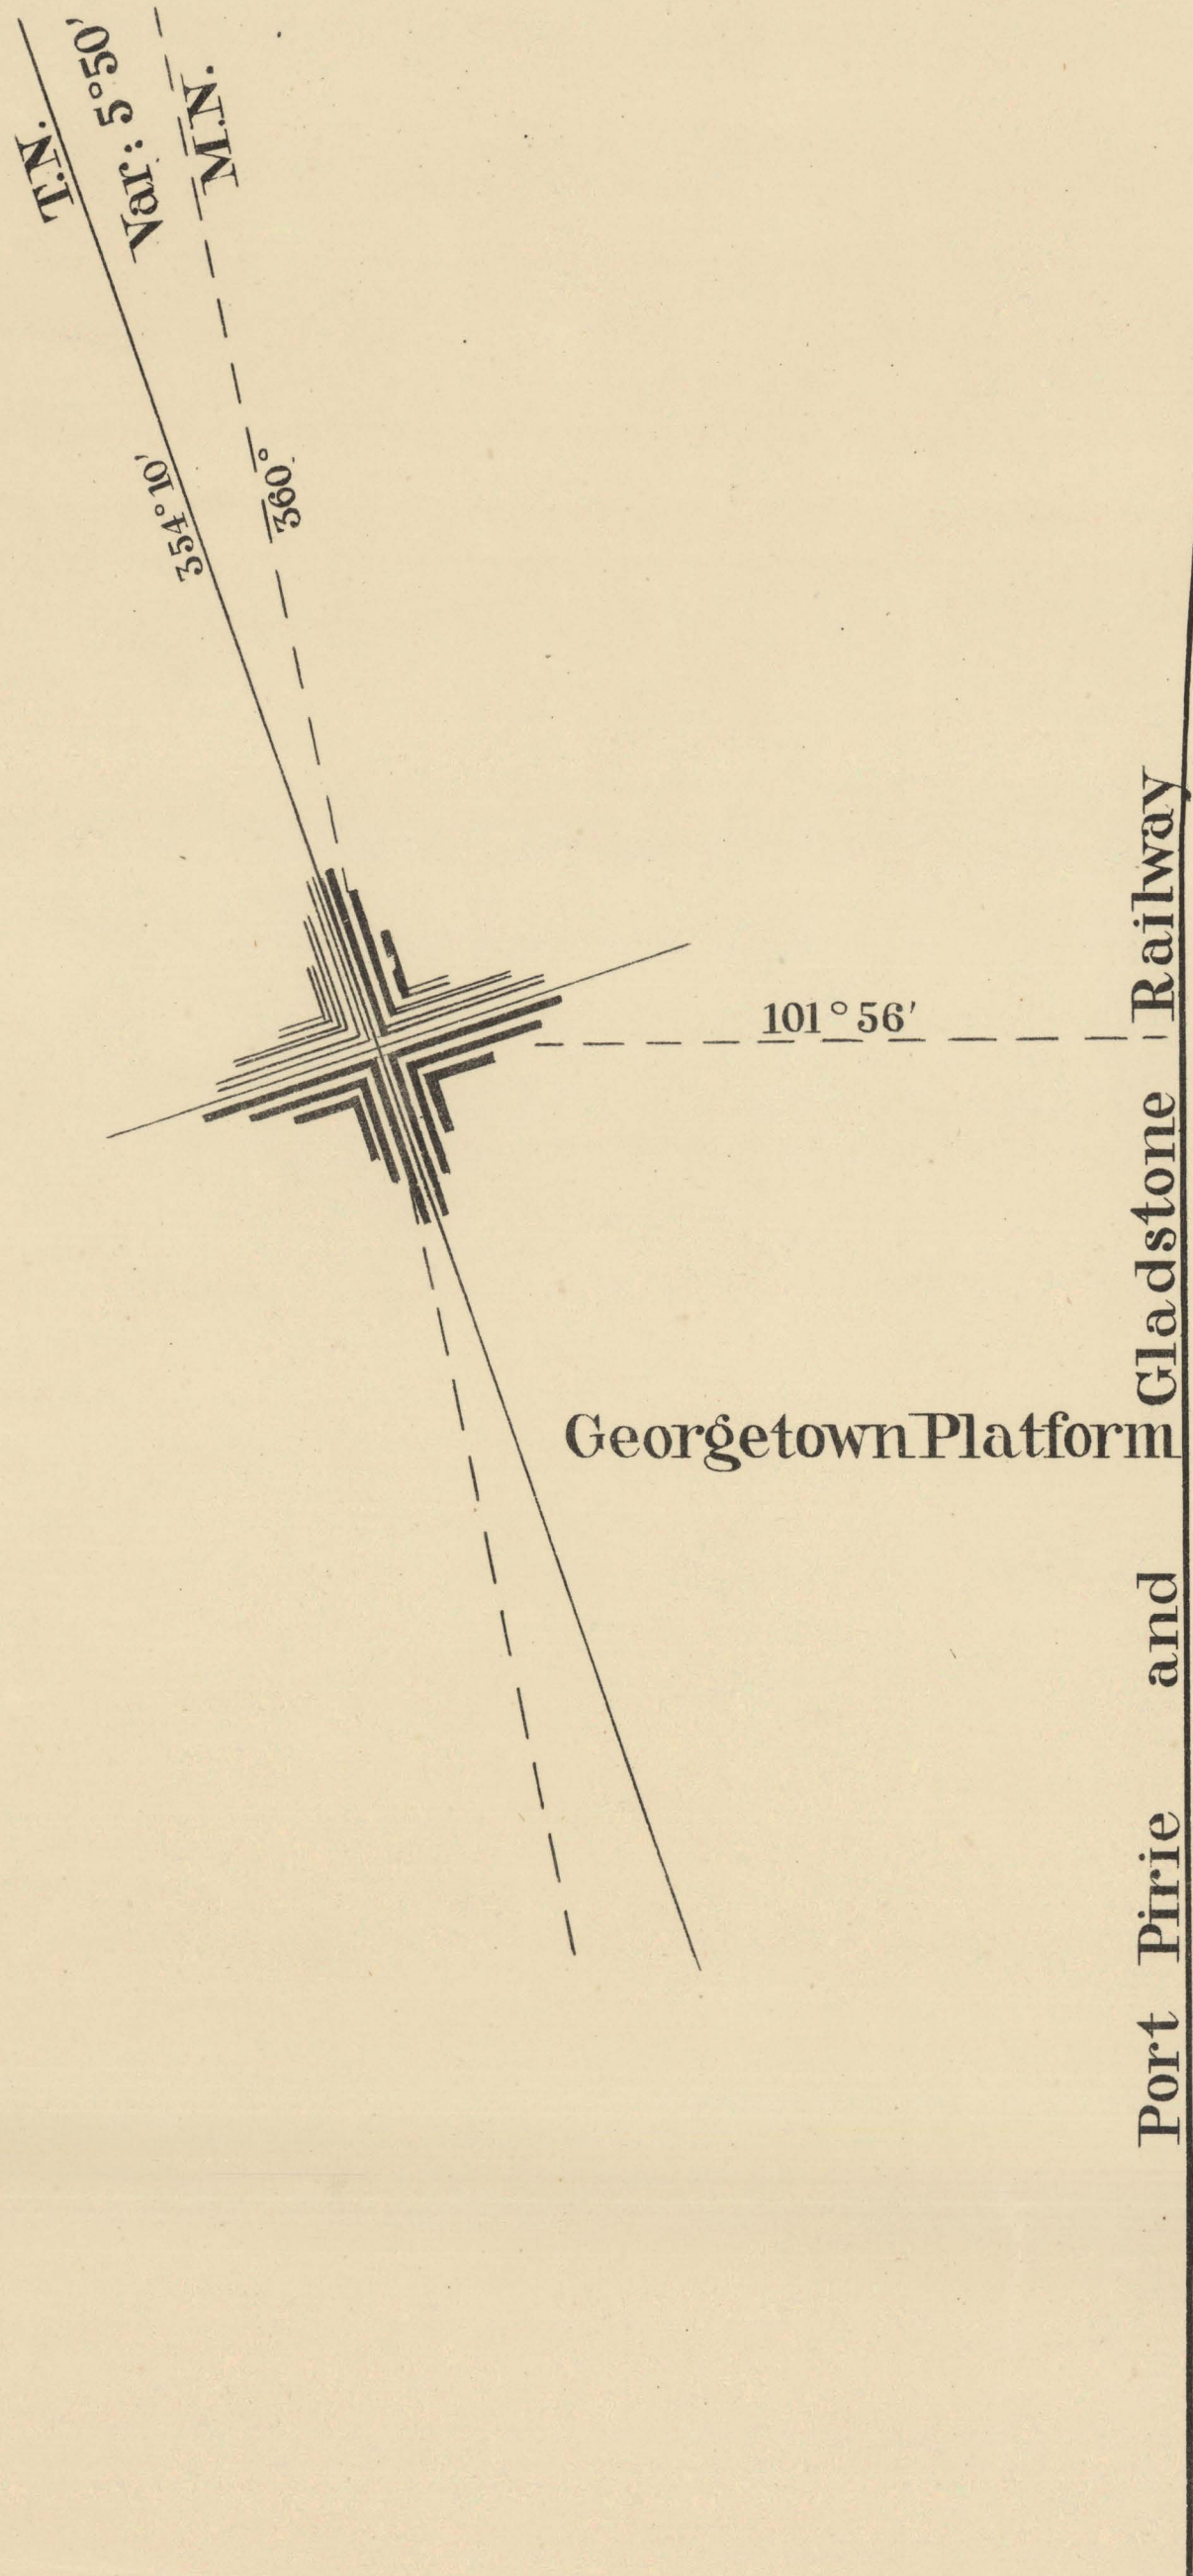 T.N.
Var: 5°50'
M.N.
354° 10'
360°
101° 56'
Georgetown Platform
Port Pirie and Gladstone Railway